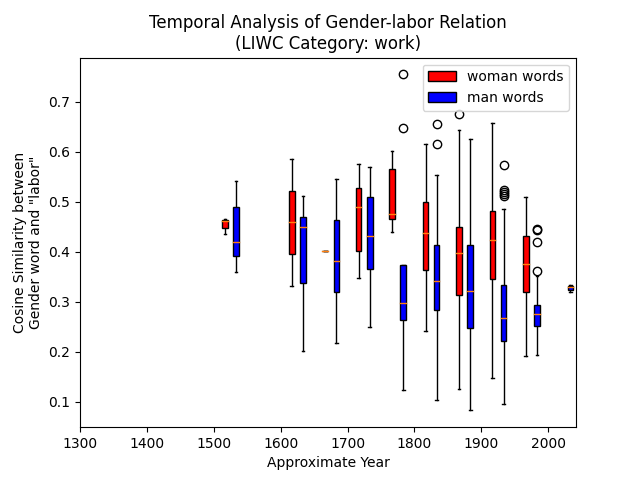 Temporal Analysis of Gender-labor Relation
(LIWC Category: work)
woman words
man words
0.7
0.6
0.5
0.4
0.3
0.2
0.1
Cosine Similarity between
Gender word and "labor"
1300 1400 1500 1600 1700 1800 1900 2000
Approximate Year